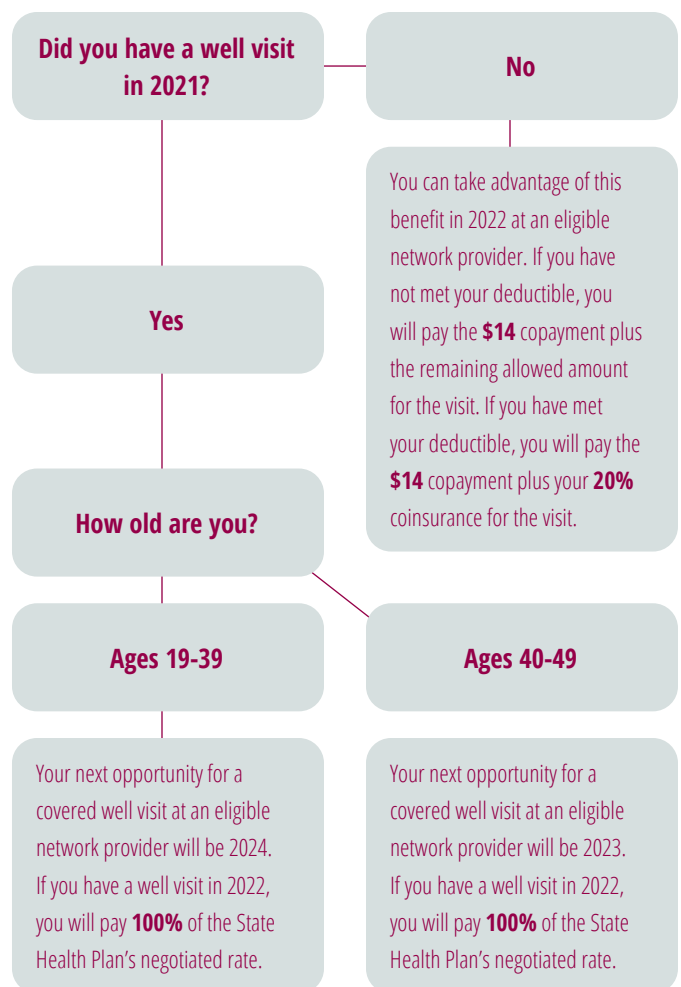 Did you have a well visit
in 2021?
No
You can take advantage of this
benefit in 2022 at an eligible
network provider. If you have
not met your deductible, you
will pay the $14 copayment plus
the remaining allowed amount
for the visit. If you have met
your deductible, you will pay the
$14 copayment plus your 20%
coinsurance for the visit.
Yes
How old are you?
Ages 19-39
Your next opportunity for a
covered well visit at an eligible
network provider will be 2024.
If you have a well visit in 2022,
you will pay 100% of the State
Health Plan’s negotiated rate.
Ages 40-49
Your next opportunity for a
covered well visit at an eligible
network provider will be 2023.
If you have a well visit in 2022,
you will pay 100% of the State
Health Plan’s negotiated rate.